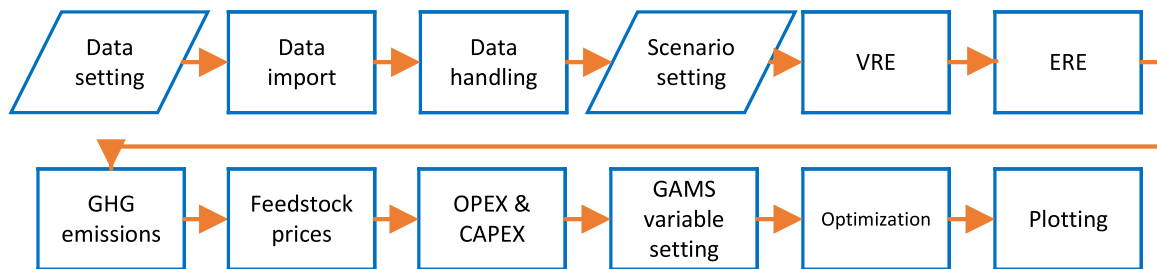 Data
setting
Data
import
Data
handling
Scenario
setting
VRE
ERE
GHG
emissions
Feedstock
prices
OPEX &
CAPEX
GAMS
variable
setting
Optimization
Plotting